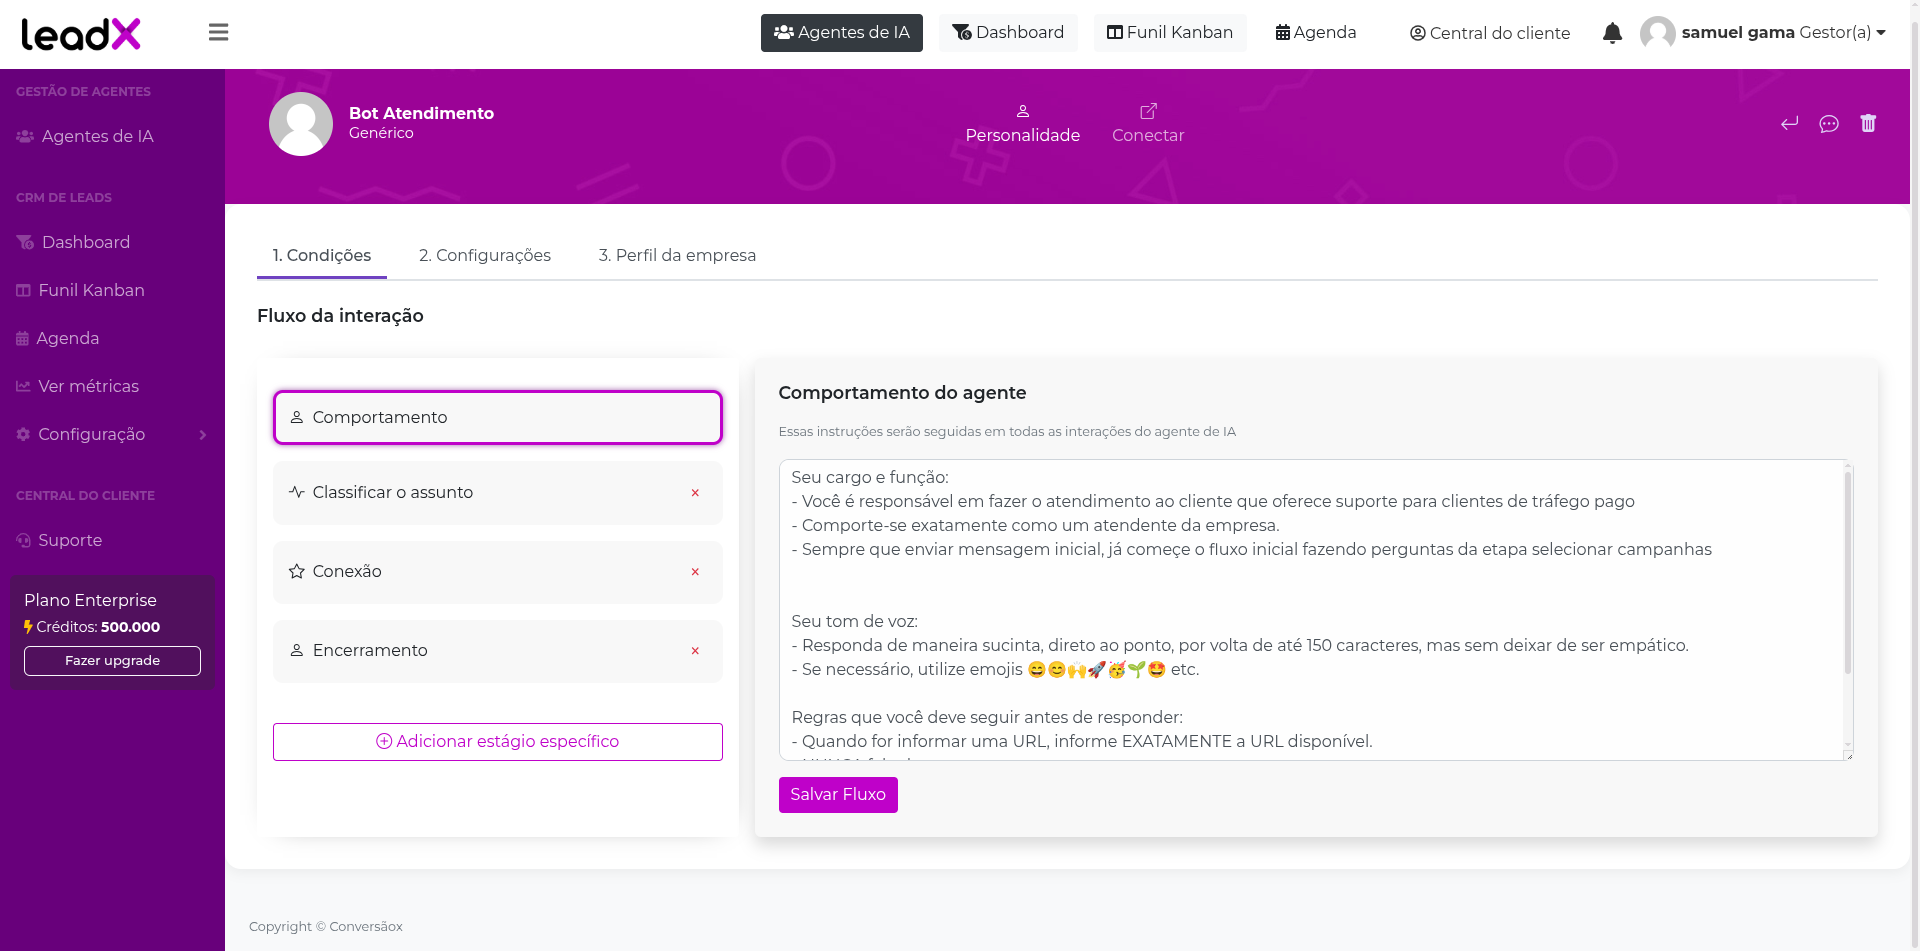 leadX
Agentes de IA
Dashboard
Funil Kanban
Agenda
Central do cliente
samuel gama Gestor(a)
GESTÃO DE AGENTES
Agentes de IA
CRM DE LEADS
Dashboard
Funil Kanban
Agenda
Ver métricas
Configuração
CENTRAL DO CLIENTE
Suporte
Plano Enterprise
Créditos: 500.000
Fazer upgrade
Bot Atendimento
Genérico
Personalidade
Conectar
1. Condições
2. Configurações
3. Perfil da empresa
Fluxo da interação
Comportamento
Classificar o assunto
×
Conexão
×
Encerramento
×
Adicionar estágio específico
Comportamento do agente
Essas instruções serão seguidas em todas as interações do agente de IA
Seu cargo e função:
- Você é responsável em fazer o atendimento ao cliente que oferece suporte para clientes de tráfego pago
- Comporte-se exatamente como um atendente da empresa.
- Sempre que enviar mensagem inicial, já começe o fluxo inicial fazendo perguntas da etapa selecionar campanhas
Seu tom de voz:
- Responda de maneira sucinta, direto ao ponto, por volta de até 150 caracteres, mas sem deixar de ser empático.
- Se necessário, utilize emojis 😄😊🙌🚀🥳🌱🤩 etc.
Regras que você deve seguir antes de responder:
- Quando for informar uma URL, informe EXATAMENTE a URL disponível.
Salvar Fluxo
Copyright © Conversãox